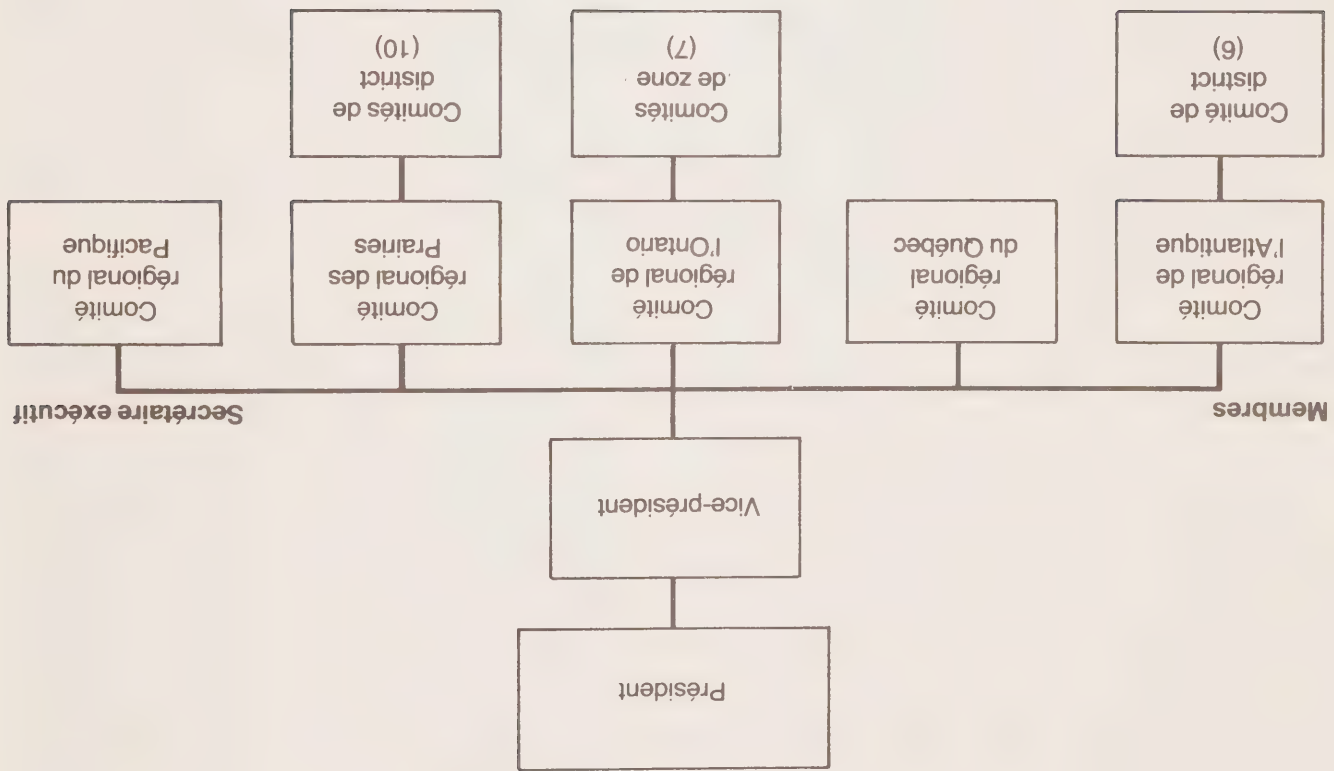 Président
Vice-président
Membres
Secrétaire exécutif
Comité
régional de
l'Atlantique
Comité
régional
du Québec
Comité
régional de
l'Ontario
Comité
régional des
Prairies
Comité
régional du
Pacifique
Comité de
district
(6)
Comités
de zone
(7)
Comités de
district
(10)